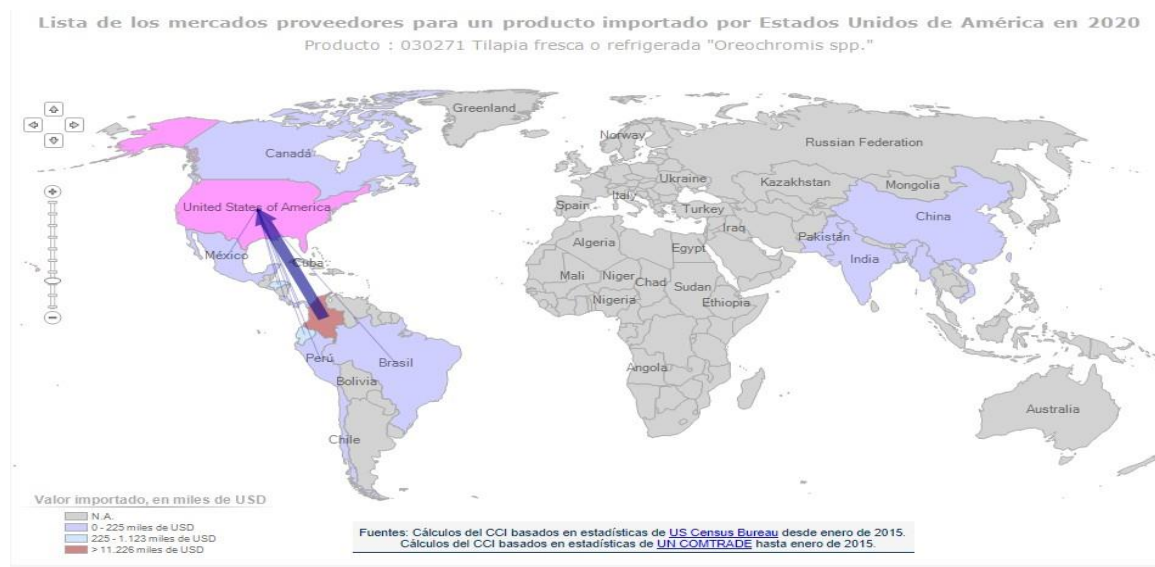 Lista de los mercados proveedores para un producto importado por Estados Unidos de América en 2020
Producto : 030271 Tilapia fresca o refrigerada "Oreochromis spp."
Greenland
Norway
Russian Federation
Canadá
Ukraine
Kazakhstan
Mongolia
United States of America
Spain
Italy
Turkey
China
Iraq
Pakistán
México
Cuba
Algeria
Egypt
India
Mali
Niger
Chad
Sudan
Nigeria
Ethiopia
Perú
Brasil
Angola
Bolivia
Australia
Chile
Valor importado, en miles de USD
N.A.
0 - 225 miles de USD
225 - 1.123 miles de USD
> 11.226 miles de USD
Fuentes: Cálculos del CCI basados en estadísticas de US Census Bureau desde enero de 2015.
Cálculos del CCI basados en estadísticas de UN COMTRADE hasta enero de 2015.